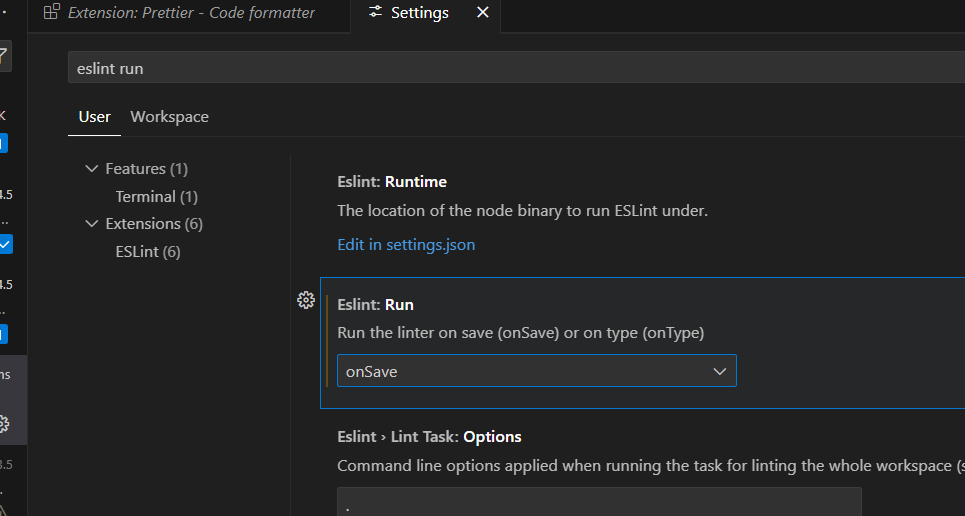 Extension: Prettier - Code formatter
Settings
eslint run
User
Workspace
Features (1)
Terminal (1)
Extensions (6)
ESLint (6)
Eslint: Runtime
The location of the node binary to run ESLint under.
Edit in settings.json
Eslint: Run
Run the linter on save (onSave) or on type (onType)
onSave
Eslint › Lint Task: Options
Command line options applied when running the task for linting the whole workspace
.